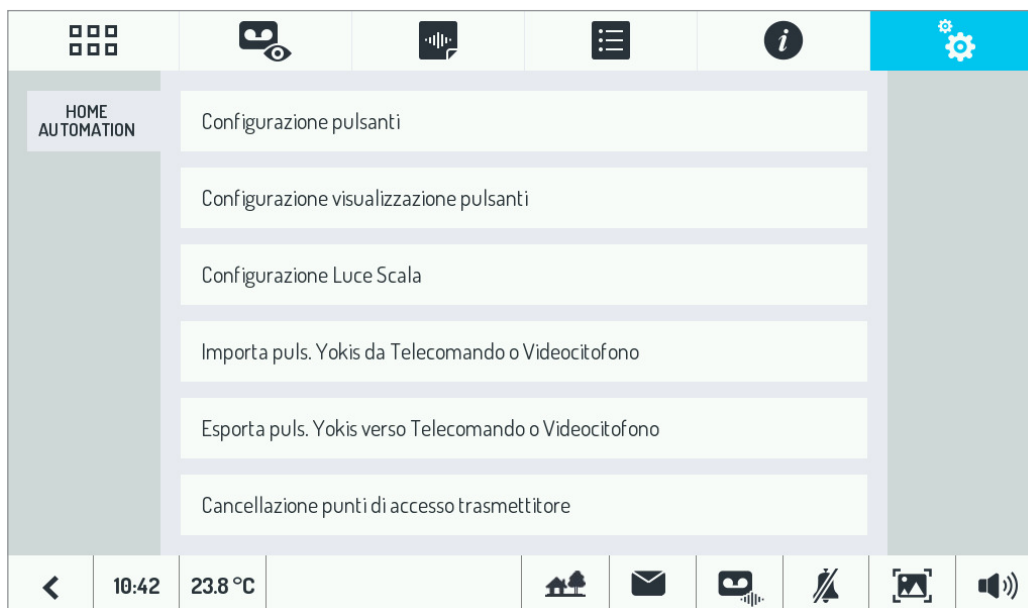 HOME
AUTOMATION
Configurazione pulsanti
Configurazione visualizzazione pulsanti
Configurazione Luce Scala
Importa puls. Yokis da Telecomando o Videocitofono
Esporta puls. Yokis verso Telecomando o Videocitofono
Cancellazione punti di accesso trasmettitore
10:42
23.8 °C